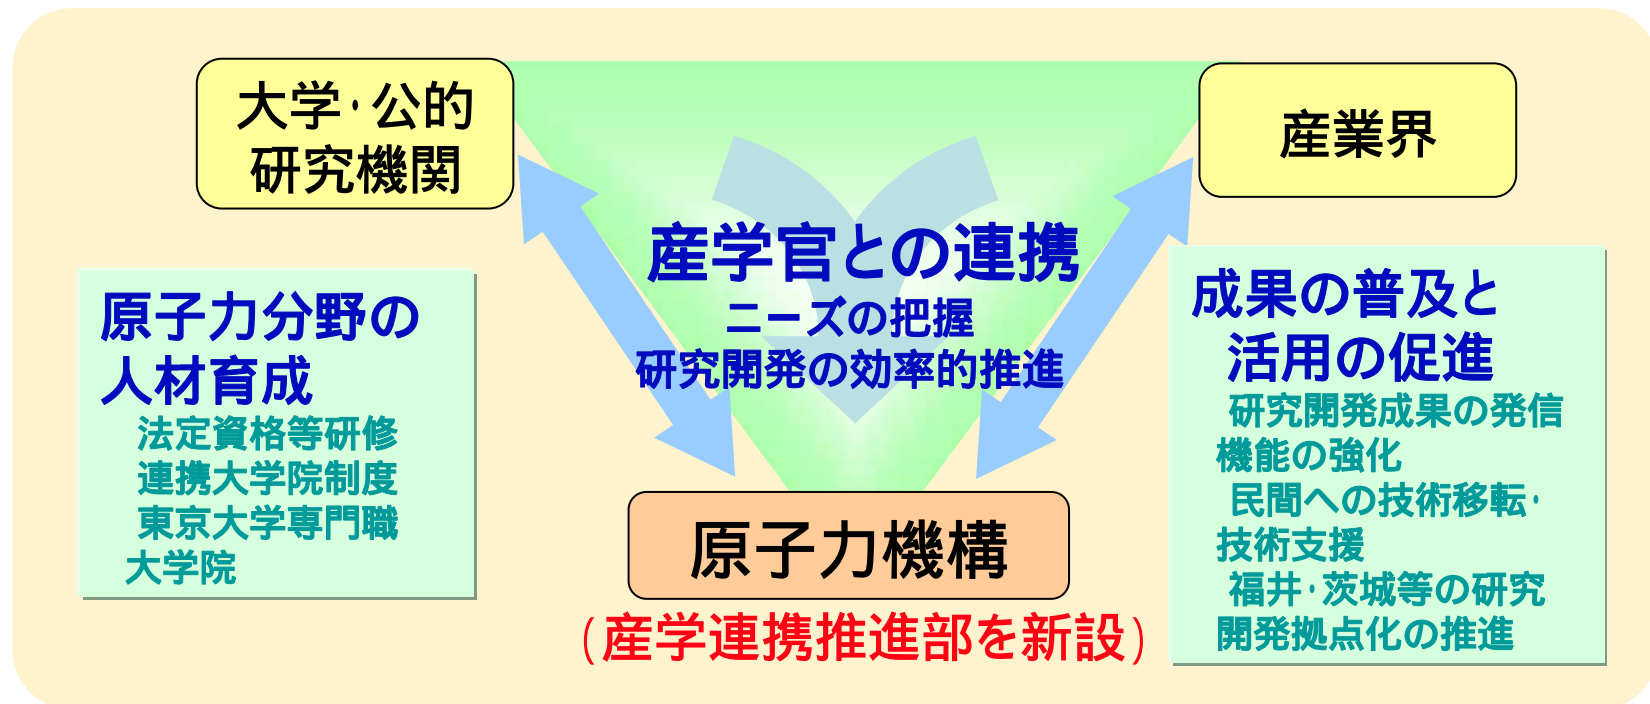 大学・公的
研究機関
産業界
産学官との連携
ニーズの把握
研究開発の効率的推進
原子力分野の
人材育成
法定資格等研修
連携大学院制度
東京大学専門職
大学院
成果の普及と
活用の促進
研究開発成果の発信
機能の強化
民間への技術移転・
技術支援
福井・茨城等の研究
開発拠点化の推進
原子力機構
(産学連携推進部を新設)